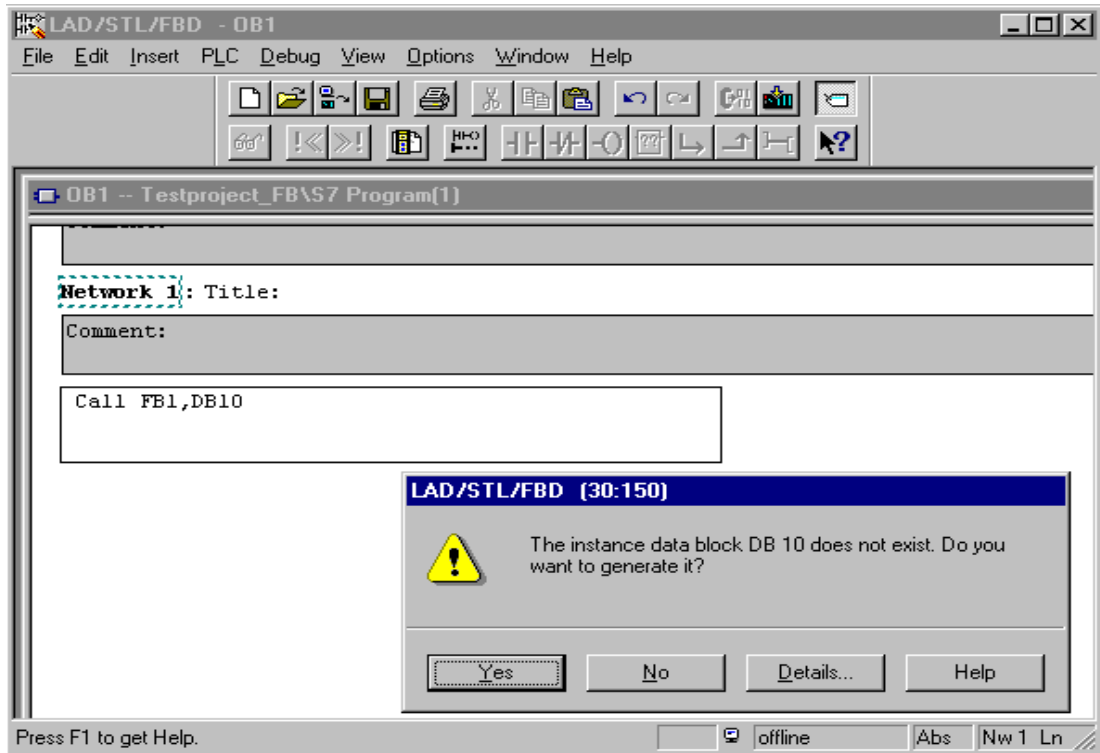 LAD/STL/FBD - OB1
File Edit Insert PLC Debug View Options Window Help
OB1 -- Testproject_FB\S7 Program(1)
Network 1: Title:
Comment:
Call FB1,DB10
LAD/STL/FBD (30:150)
The instance data block DB 10 does not exist. Do you
want to generate it?
Yes No Details... Help
Press F1 to get Help. offline Abs Nw 1 Ln